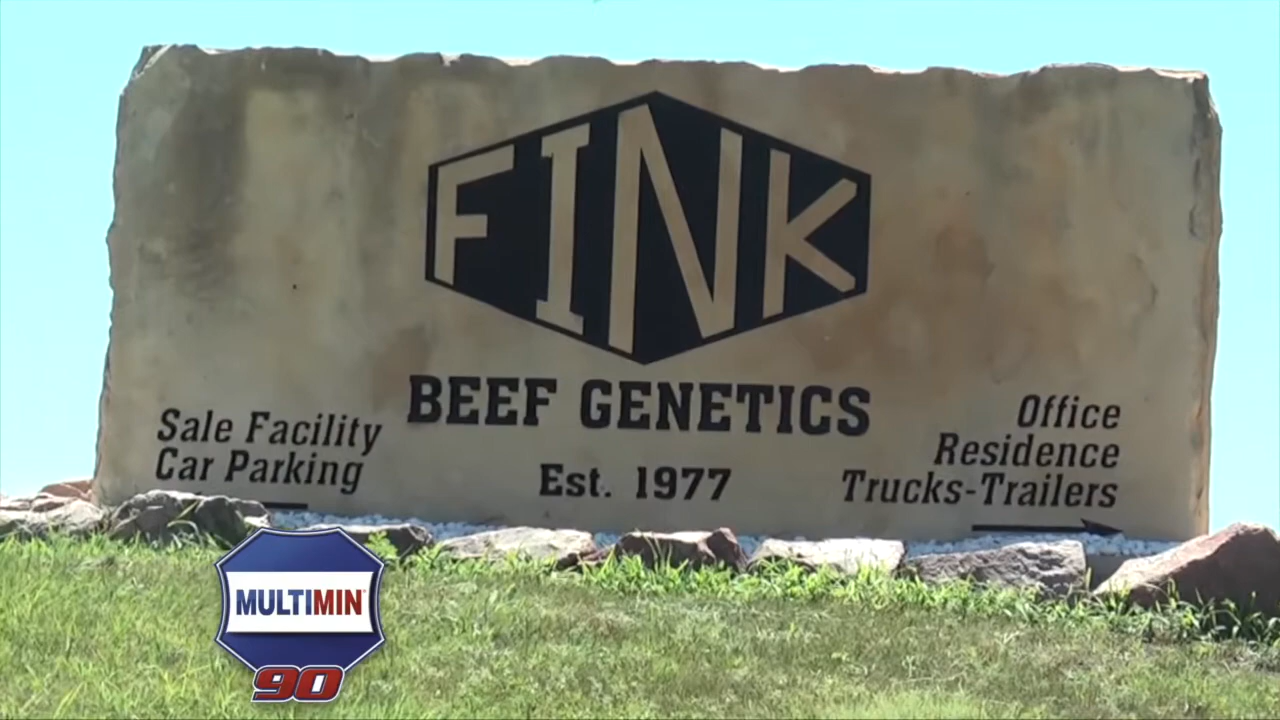 FINK
BEEF GENETICS
Est. 1977
Sale Facility
Car Parking
Office
Residence
Trucks-Trailers
MULTIMIN
90